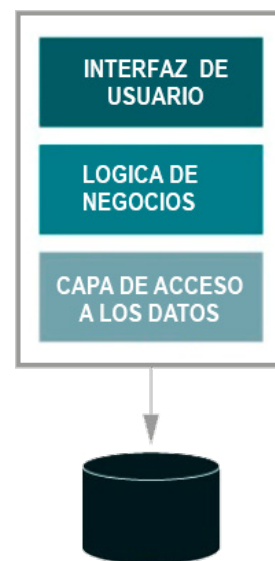 INTERFAZ DE
USUARIO
LOGICA DE
NEGOCIOS
CAPA DE ACCESO
A LOS DATOS